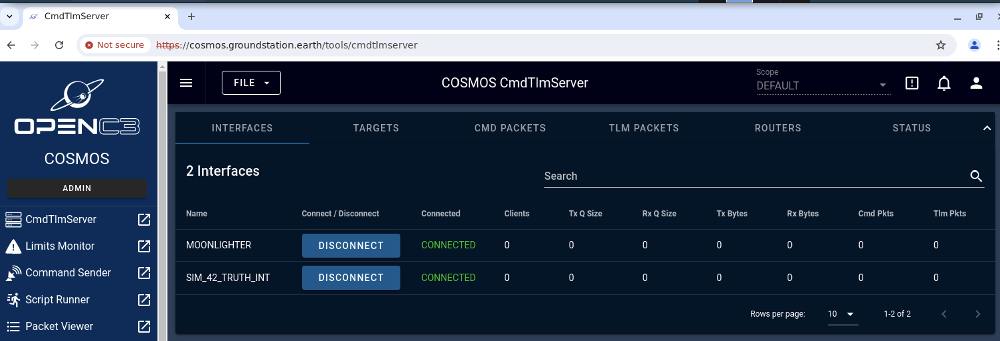 CmdTlmServer
Not secure https://cosmos.groundstation.earth/tools/cmdtlmserver
OPENC3
COSMOS
ADMIN
CmdTlmServer
Limits Monitor
Command Sender
Script Runner
Packet Viewer
FILE
COSMOS CmdTlmServer
Scope
DEFAULT
INTERFACES TARGETS CMD PACKETS TLM PACKETS ROUTERS STATUS
2 Interfaces
Search
Name Connect / Disconnect Connected Clients Tx Q Size Rx Q Size Tx Bytes Rx Bytes Cmd Pkts Tlm Pkts
MOONLIGHTER DISCONNECT CONNECTED 0 0 0 0 0 0 0
SIM_42_TRUTH_INT DISCONNECT CONNECTED 0 0 0 0 0 0 0
Rows per page: 10 1-2 of 2